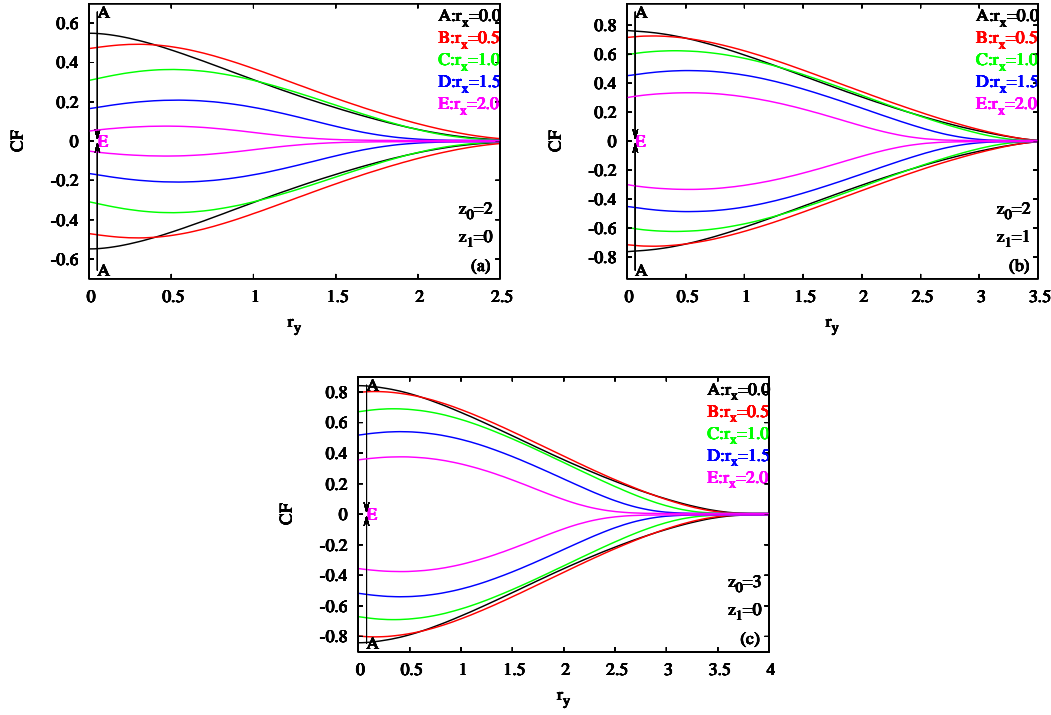 A
A:rx=0.0
B:rx=0.5
C:rx=1.0
D:rx=1.5
E:rx=2.0
0.6
0.4
0.2
0
-0.2
-0.4
-0.6
CF
E
A
z0=2
z1=0
(a)
0 0.5 1 1.5 2 2.5
ry
A
A:rx=0.0
B:rx=0.5
C:rx=1.0
D:rx=1.5
E:rx=2.0
0.8
0.6
0.4
0.2
0
-0.2
-0.4
-0.6
-0.8
CF
E
A
z0=2
z1=1
(b)
0 0.5 1 1.5 2 2.5 3 3.5
ry
A
A:rx=0.0
B:rx=0.5
C:rx=1.0
D:rx=1.5
E:rx=2.0
0.8
0.6
0.4
0.2
0
-0.2
-0.4
-0.6
-0.8
CF
E
A
z0=3
z1=0
(c)
0 0.5 1 1.5 2 2.5 3 3.5 4
ry